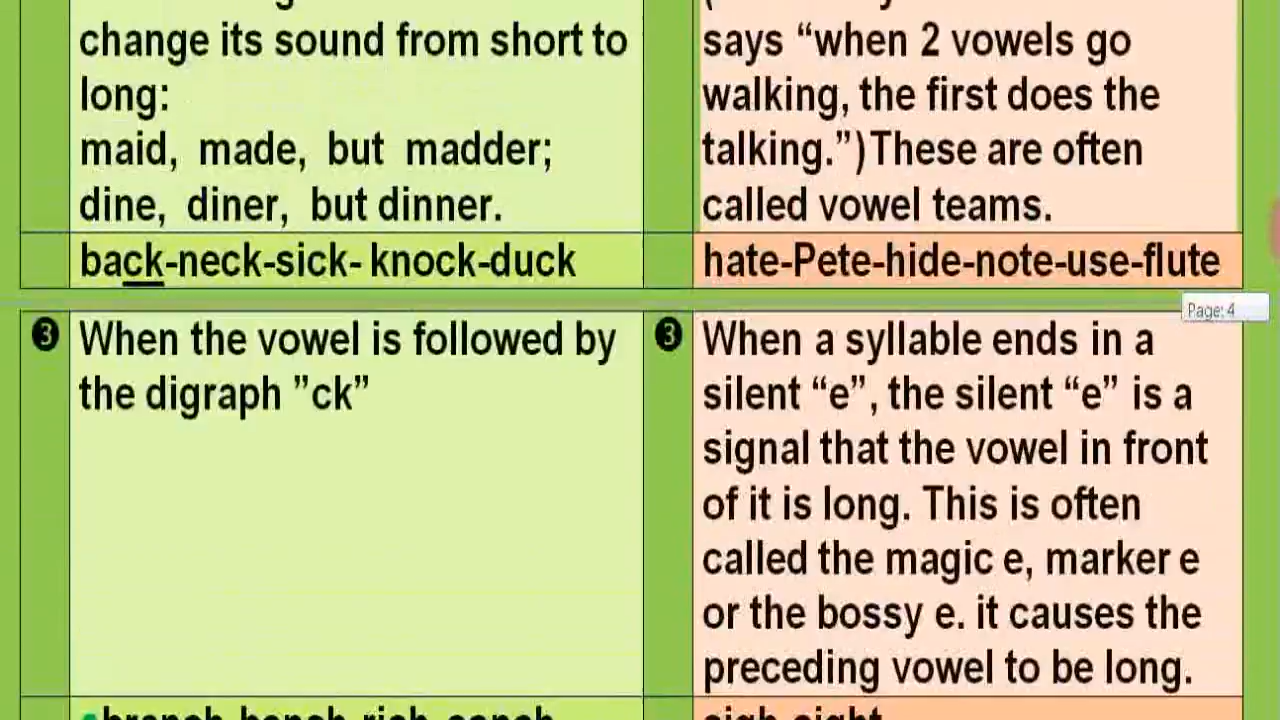 change its sound from short to
long:
maid, made, but madder;
dine, diner, but dinner.
back-neck-sick- knock-duck
❸ When the vowel is followed by
the digraph ”ck”
says “when 2 vowels go
walking, the first does the
talking.”)These are often
called vowel teams.
hate-Pete-hide-note-use-flute
Page: 4
❸ When a syllable ends in a
silent “e”, the silent “e” is a
signal that the vowel in front
of it is long. This is often
called the magic e, marker e
or the bossy e. it causes the
preceding vowel to be long.